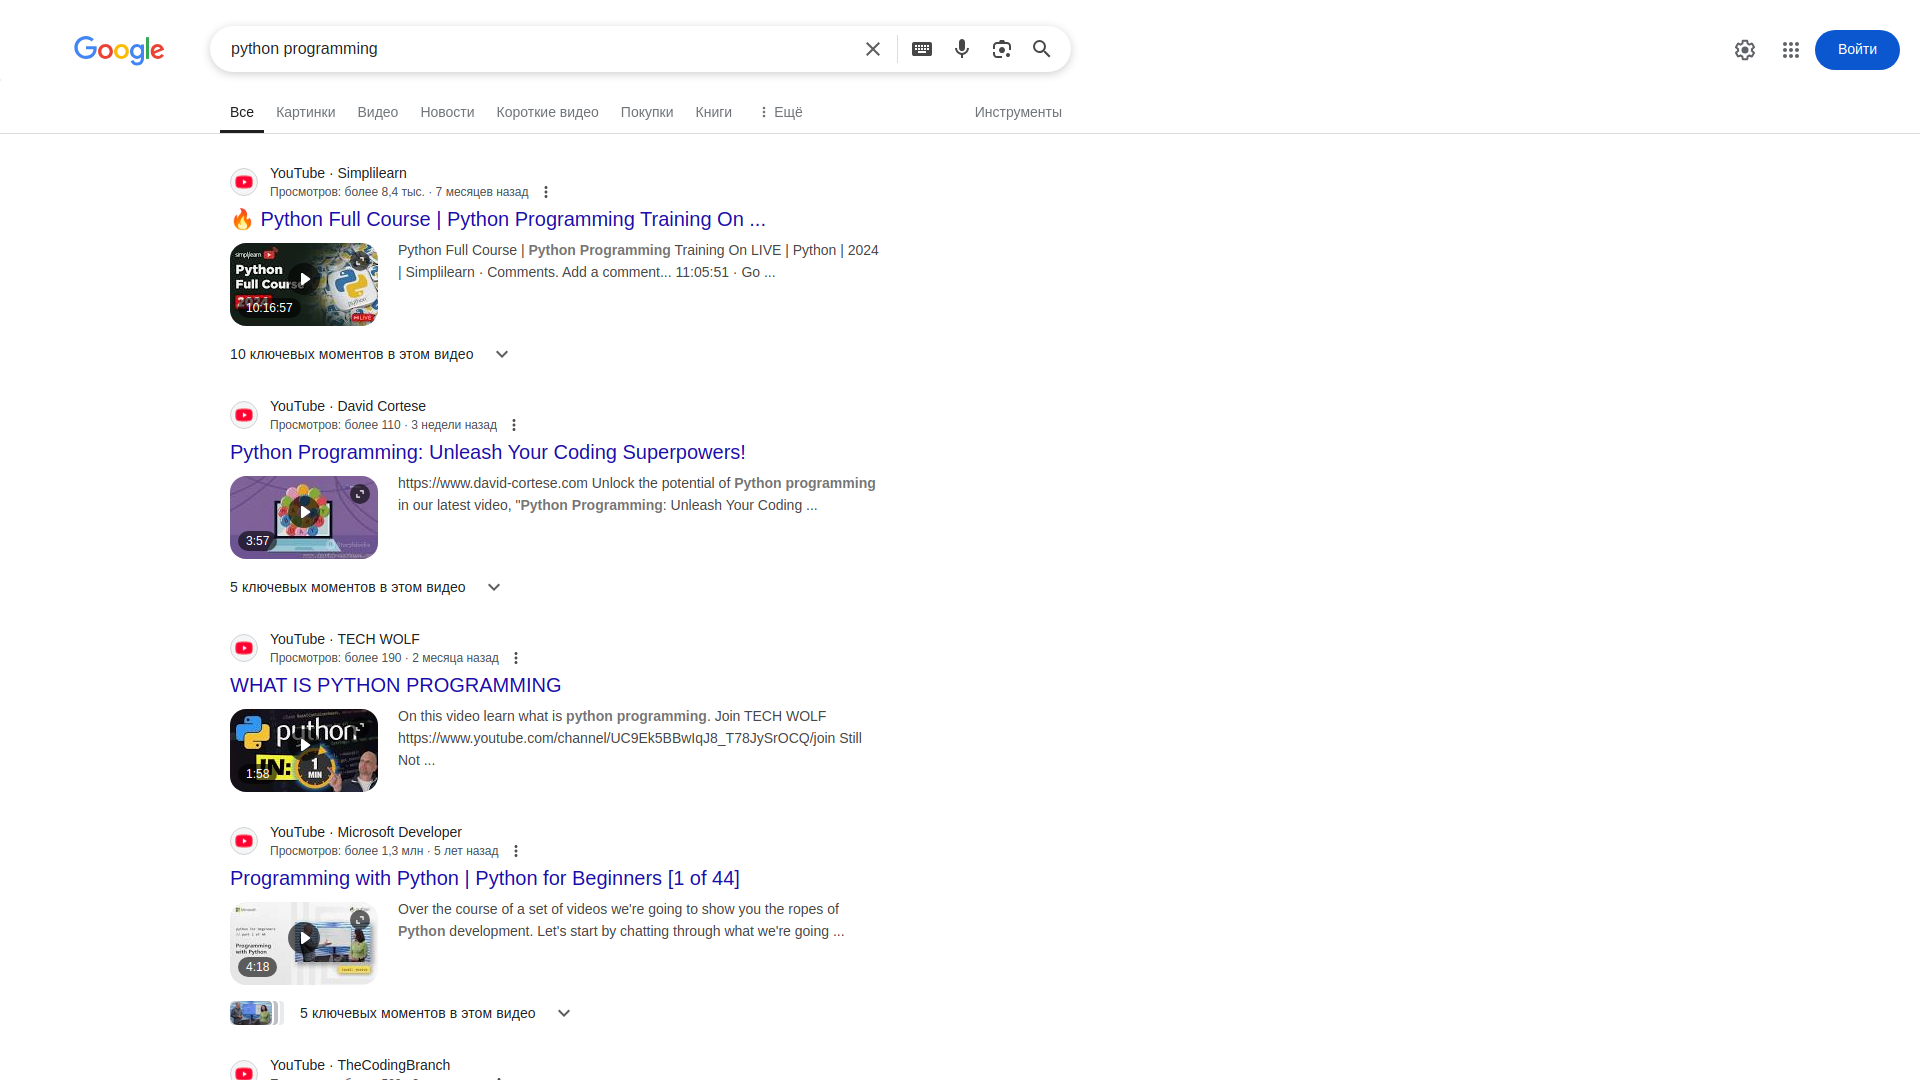 Google
python programming
Войти
Все
Картинки
Видео
Новости
Короткие видео
Покупки
Книги
Ещё
Инструменты
YouTube · Simplilearn
Просмотров: более 8,4 тыс. · 7 месяцев назад
🔥 Python Full Course | Python Programming Training On ...
simplilearn
Python
Full Course
2024
10:16:57
LIVE
Python Full Course | Python Programming Training On LIVE | Python | 2024
| Simplilearn · Comments. Add a comment... 11:05:51 · Go ...
10 ключевых моментов в этом видео
YouTube · David Cortese
Просмотров: более 110 · 3 недели назад
Python Programming: Unleash Your Coding Superpowers!
3:57
https://www.david-cortese.com Unlock the potential of Python programming
in our latest video, "Python Programming: Unleash Your Coding ...
5 ключевых моментов в этом видео
YouTube · TECH WOLF
Просмотров: более 190 · 2 месяца назад
WHAT IS PYTHON PROGRAMMING
python
IN:
1
MIN
1:58
On this video learn what is python programming. Join TECH WOLF
https://www.youtube.com/channel/UC9Ek5BBwIqJ8_T78JySrOCQ/join Still
Not ...
YouTube · Microsoft Developer
Просмотров: более 1,3 млн · 5 лет назад
Programming with Python | Python for Beginners [1 of 44]
Microsoft
python for beginners
// part 1 of 44
Programming
with Python
4:18
Over the course of a set of videos we're going to show you the ropes of
Python development. Let's start by chatting through what we're going ...
5 ключевых моментов в этом видео
YouTube · TheCodingBranch